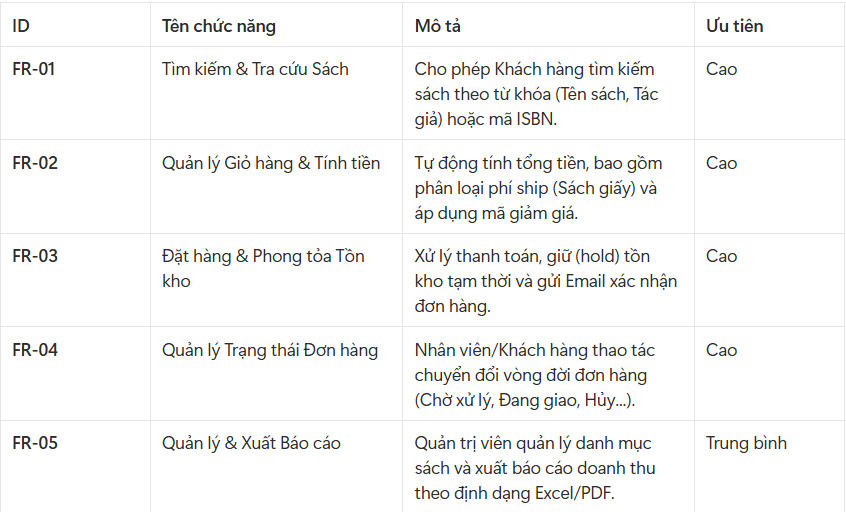 ID Tên chức năng Mô tả Ưu tiên
FR-01 Tìm kiếm & Tra cứu Sách Cho phép Khách hàng tìm kiếm Cao
sách theo từ khóa (Tên sách, Tác
giả) hoặc mã ISBN.
FR-02 Quản lý Giỏ hàng & Tính tiền Tự động tính tổng tiền, bao gồm Cao
phân loại phí ship (Sách giấy) và
áp dụng mã giảm giá.
FR-03 Đặt hàng & Phong tỏa Tồn Xử lý thanh toán, giữ (hold) tồn Cao
kho kho tạm thời và gửi Email xác nhận
đơn hàng.
FR-04 Quản lý Trạng thái Đơn hàng Nhân viên/Khách hàng thao tác Cao
chuyển đổi vòng đời đơn hàng
(Chờ xử lý, Đang giao, Hủy...).
FR-05 Quản lý & Xuất Báo cáo Quản trị viên quản lý danh mục Trung bình
sách và xuất báo cáo doanh thu
theo định dạng Excel/PDF.